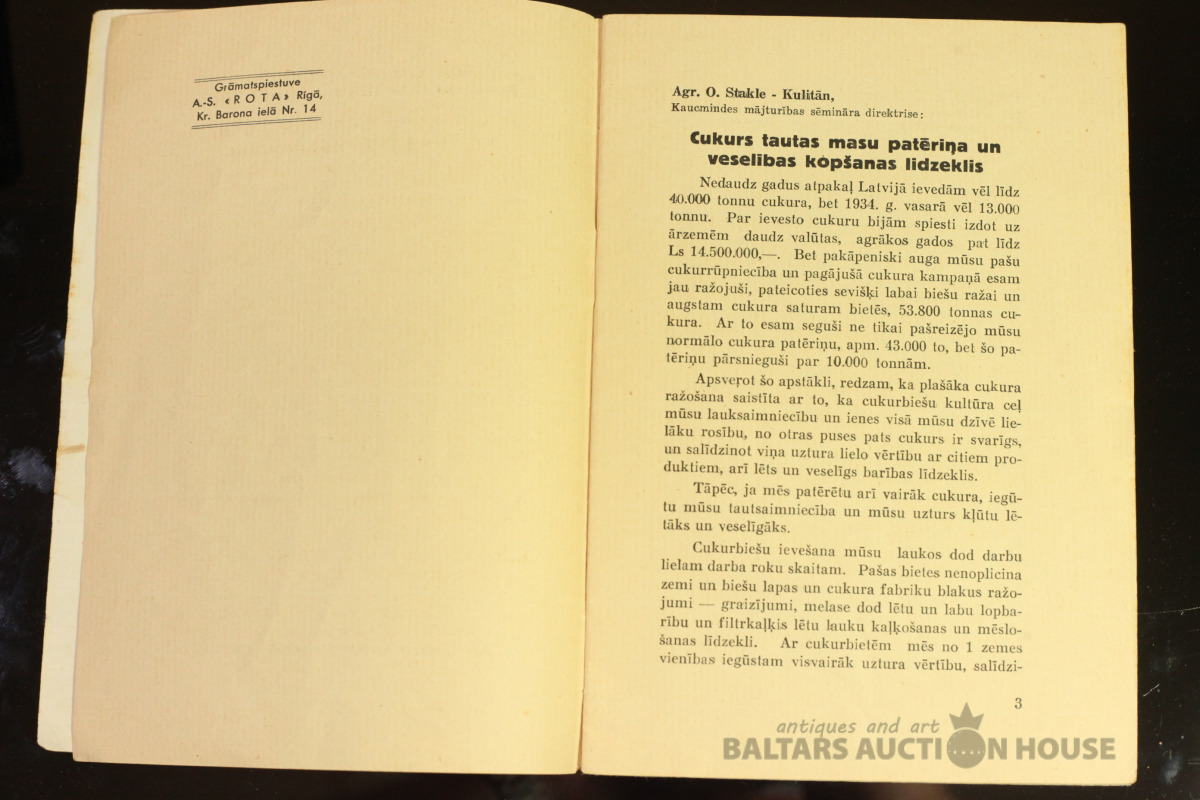 Grāmatspiestuve
A.-S. «ROTA» Rīgā,
Kr. Barona ielā Nr. 14
Agr. O. Stakle - Kulitān,
Kaucmindes mājturības sēmināra direktrise:
Cukurs tautas masu patēriņa un
veselības kopšanas līdzeklis
Nedaudz gadus atpakaļ Latvijā ievedām vēl līdz
40.000 tonnu cukura, bet 1934. g. vasarā vēl 13.000
tonnu. Par ievesto cukuru bijām spiesti izdot uz
ārzemēm daudz valūtas, agrākos gados pat līdz
Ls 14.500.000,—. Bet pakāpeniski auga mūsu pašu
cukurrūpniecība un pagājušā cukura kampaņā esam
jau ražojuši, pateicoties sevišķi labai biešu ražai un
augstam cukura saturam bietēs, 53.800 tonnas cu-
kura. Ar to esam seguši ne tikai pašreizējo mūsu
normālo cukura patēriņu, apm. 43.000 to, bet šo pa-
tēriņu pārsnieguši par 10.000 tonnām.
Apsveŗot šo apstākli, redzam, ka plašāka cukura
ražošana saistīta ar to, ka cukurbiešu kultūra ceļ
mūsu lauksaimniecību un ienes visā mūsu dzīvē lie-
lāku rosību, no otras puses pats cukurs ir svarīgs,
un salīdzinot viņa uztura lielo vērtību ar citiem pro-
duktiem, arī lēts un veselīgs barības līdzeklis.
Tāpēc, ja mēs patērētu arī vairāk cukura, iegū-
tu mūsu tautsaimniecība un mūsu uzturs kļūtu lē-
tāks un veselīgāks.
Cukurbiešu ievešana mūsu laukos dod darbu
lielam darba roku skaitam. Pašas bietes nenoplicina
zemi un biešu lapas un cukura fabriku blakus ražo-
jumi — graizījumi, melase dod lētu un labu lopba-
rību un filtrkaļķis lētu lauku kaļķošanas un mēslo-
šanas līdzekli. Ar cukurbietēm mēs no 1 zemes
vienības iegūstam visvairāk uztura vērtību, salīdzi-
3
antiques and art
BALTARS AUCTION HOUSE